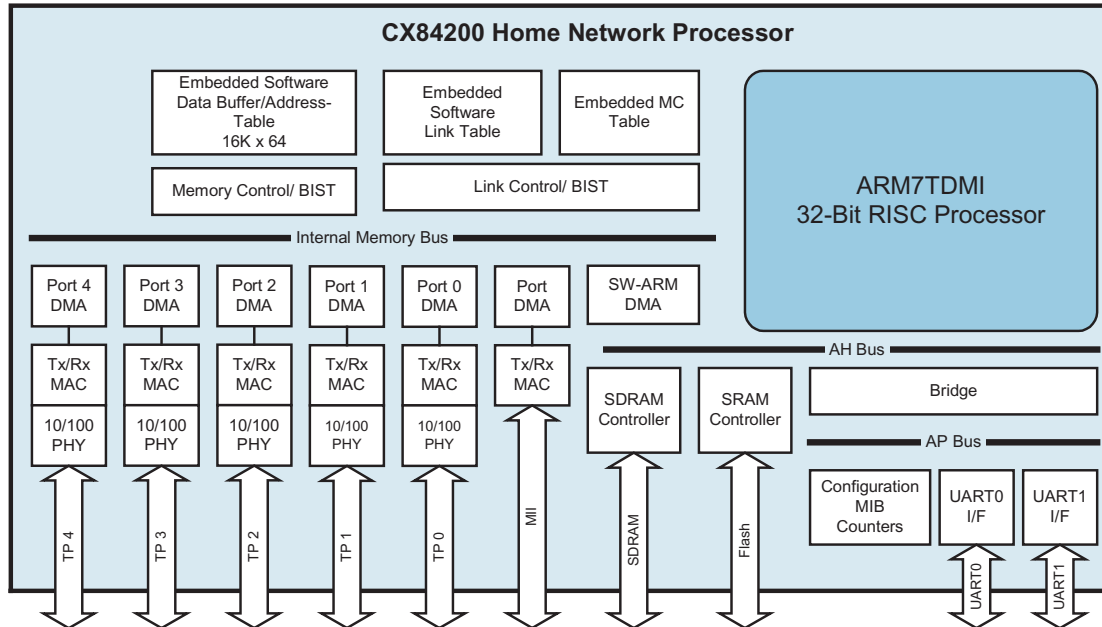 CX84200 Home Network Processor
Embedded Software
Data Buffer/Address-
Table
16K x 64
Embedded
Software
Link Table
Embedded MC
Table
Memory Control/ BIST
Link Control/ BIST
ARM7TDMI
32-Bit RISC Processor
Internal Memory Bus
Port 4
DMA
Port 3
DMA
Port 2
DMA
Port 1
DMA
Port 0
DMA
Port
DMA
SW-ARM
DMA
Tx/Rx
MAC
Tx/Rx
MAC
Tx/Rx
MAC
Tx/Rx
MAC
Tx/Rx
MAC
Tx/Rx
MAC
10/100
PHY
10/100
PHY
10/100
PHY
10/100
PHY
10/100
PHY
AH Bus
SDRAM
Controller
SRAM
Controller
Bridge
AP Bus
Configuration
MIB
Counters
UART0
I/F
UART1
I/F
TP 4
TP 3
TP 2
TP 1
TP 0
MII
SDRAM
Flash
UART0
UART1